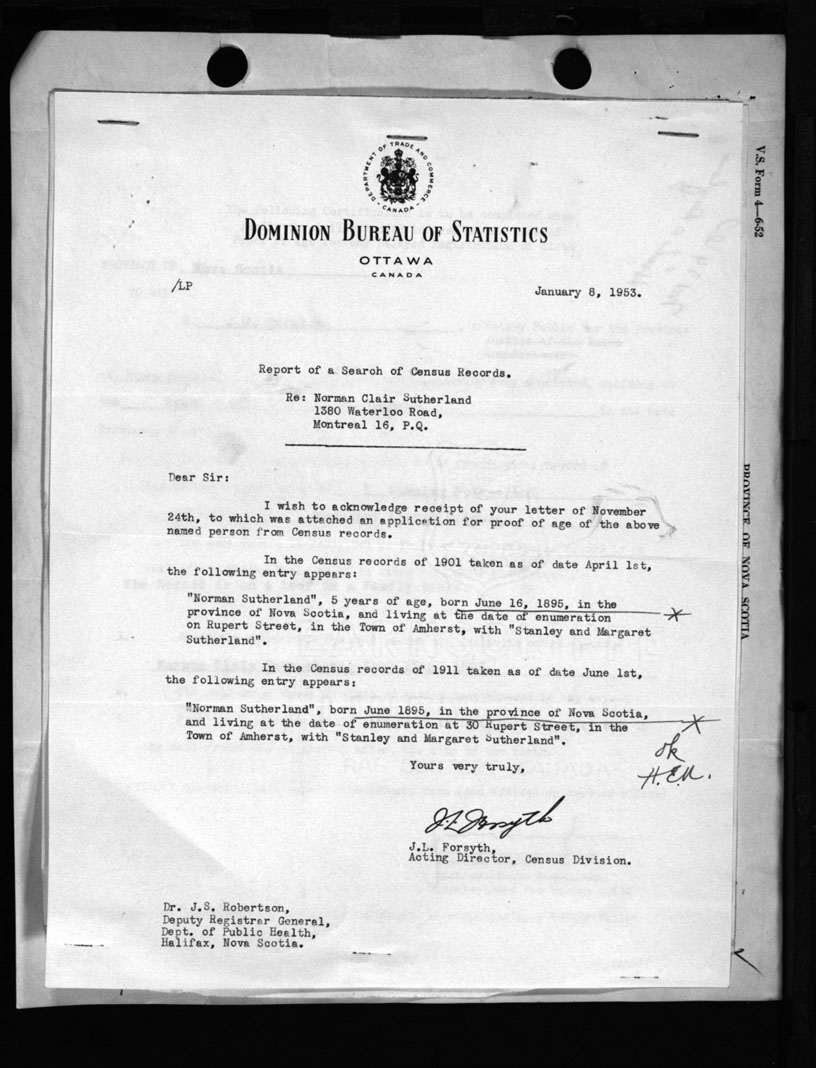 DEPARTMENT OF TRADE AND COMMERCE
CANADA
DOMINION BUREAU OF STATISTICS
OTTAWA
CANADA
/LP
January 8, 1953.
Report of a Search of Census Records.
Re: Norman Clair Sutherland
1380 Waterloo Road,
Montreal 16, P.Q.
Dear Sir:
I wish to acknowledge receipt of your letter of November
24th, to which was attached an application for proof of age of the above
named person from Census records.
In the Census records of 1901 taken as of date April 1st,
the following entry appears:
"Norman Sutherland", 5 years of age, born June 16, 1895, in the
province of Nova Scotia, and living at the date of enumeration
on Rupert Street, in the Town of Amherst, with "Stanley and Margaret
Sutherland".
In the Census records of 1911 taken as of date June 1st,
the following entry appears:
"Norman Sutherland", born June 1895, in the province of Nova Scotia,
and living at the date of enumeration at 30 Rupert Street, in the
Town of Amherst, with "Stanley and Margaret Sutherland".
ok
Yours very truly,
J.L. Forsyth
J.L. Forsyth,
Acting Director, Census Division.
Dr. J.S. Robertson,
Deputy Registrar General,
Dept. of Public Health,
Halifax, Nova Scotia.
V.S. Form 4—6-52
PROVINCE OF NOVA SCOTIA